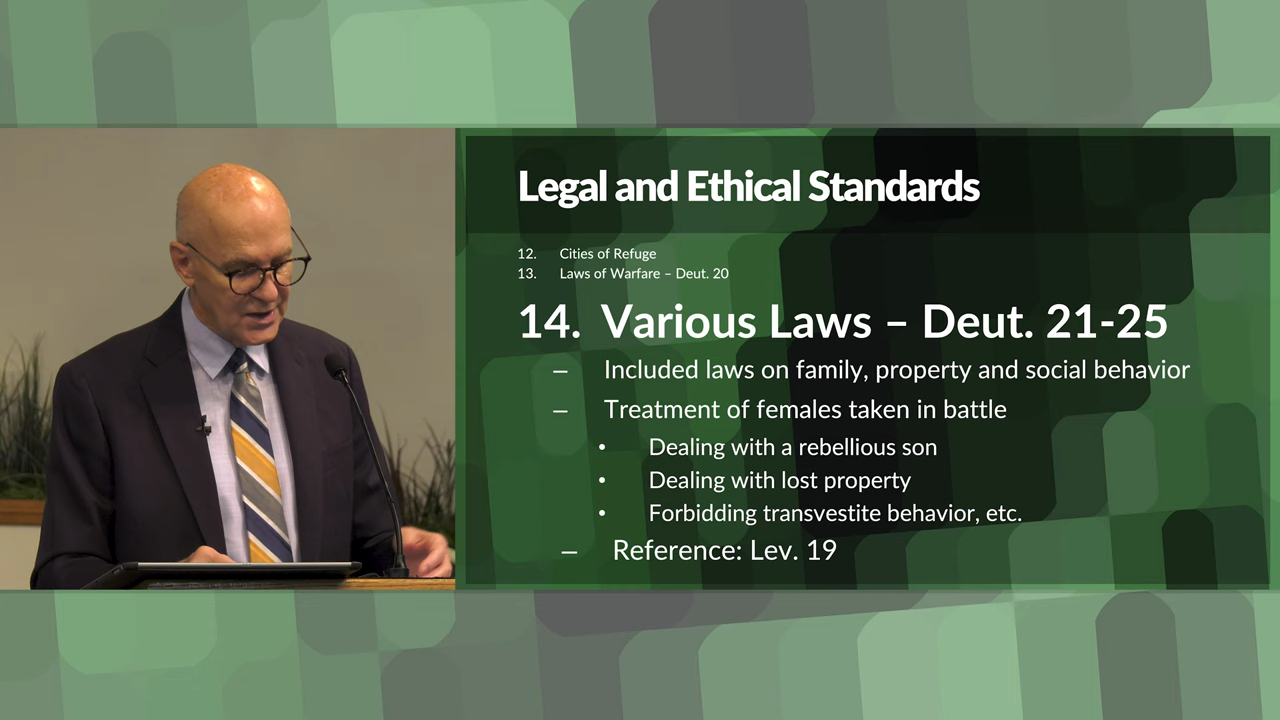 Legal and Ethical Standards
12. Cities of Refuge
13. Laws of Warfare – Deut. 20
14. Various Laws – Deut. 21-25
– Included laws on family, property and social behavior
– Treatment of females taken in battle
• Dealing with a rebellious son
• Dealing with lost property
• Forbidding transvestite behavior, etc.
– Reference: Lev. 19